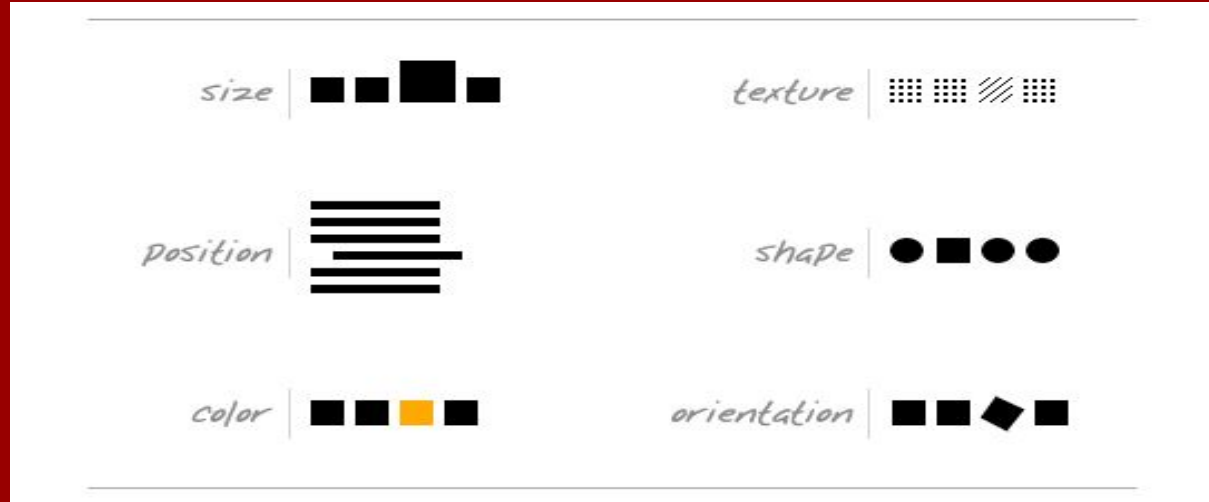 size
texture
position
shape
color
orientation